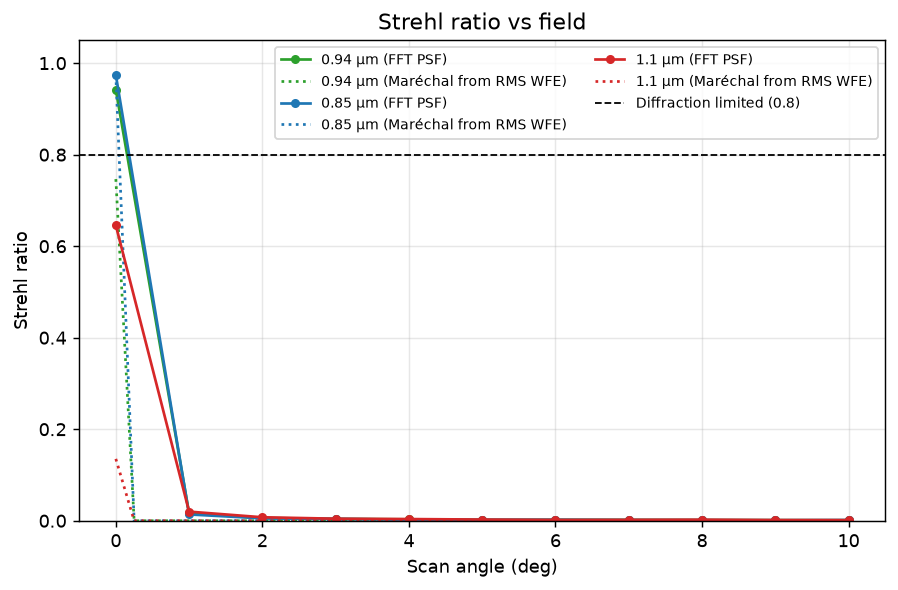 Strehl ratio vs field
0.94 µm (FFT PSF)
0.94 µm (Maréchal from RMS WFE)
0.85 µm (FFT PSF)
0.85 µm (Maréchal from RMS WFE)
1.1 µm (FFT PSF)
1.1 µm (Maréchal from RMS WFE)
Diffraction limited (0.8)
Strehl ratio
1.0
0.8
0.6
0.4
0.2
0.0
0 2 4 6 8 10
Scan angle (deg)